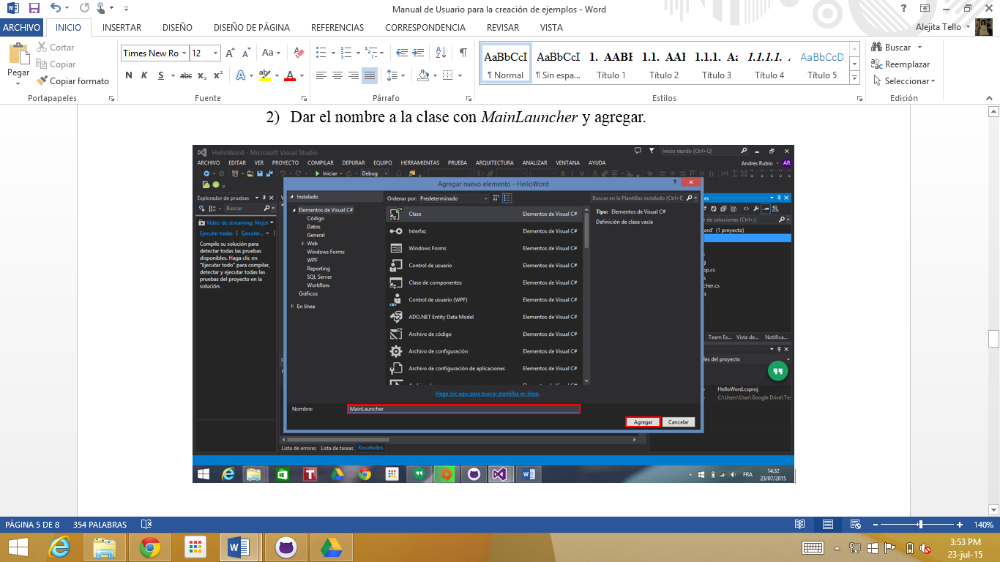 Manual de Usuario para la creación de ejemplos - Word
ARCHIVO INICIO INSERTAR DISEÑO DISEÑO DE PÁGINA REFERENCIAS CORRESPONDENCIA REVISAR VISTA Alejita Tello
Pegar
Cortar
Copiar
Copiar formato
Portapapeles
Times New Ro 12
N K S abc x₂ x²
Fuente
Párrafo
AaBbCcI AaBbCcI 1. AABB 1.1. AAB 1.1.1. Aa 1.1.1.1. A AaBbCcD
¶ Normal ¶ Sin espa... Título 1 Título 2 Título 3 Título 4 Título 5
Estilos
Buscar
Reemplazar
Seleccionar
Edición
2) Dar el nombre a la clase con MainLauncher y agregar.
HelloWord - Microsoft Visual Studio
Inicio rápido (Ctrl+Q)
ARCHIVO EDITAR VER PROYECTO COMPILAR DEPURAR EQUIPO HERRAMIENTAS PRUEBA ARQUITECTURA ANALIZAR VENTANA AYUDA Andres Rubio AR
Iniciar Debug
Explorador de pruebas
Buscar
Vídeo de streaming: Mejor
Ejecutar todas | Ejecutar...
Compile su solución para
detectar todas las pruebas
disponibles. Haga clic en
"Ejecutar todo" para compilar,
detectar y ejecutar todas las
pruebas del proyecto en la
solución.
Agregar nuevo elemento - HelloWord
Instalado
Elementos de Visual C#
Código
Datos
General
Web
Windows Forms
WPF
Reporting
SQL Server
Workflow
Gráficos
En línea
Ordenar por: Predeterminado
Buscar en la Plantillas instalado (Ctrl+E)
Clase Elementos de Visual C#
Interfaz Elementos de Visual C#
Windows Forms Elementos de Visual C#
Control de usuario Elementos de Visual C#
Clase de componentes Elementos de Visual C#
Control de usuario (WPF) Elementos de Visual C#
ADO.NET Entity Data Model Elementos de Visual C#
Archivo de código Elementos de Visual C#
Archivo de configuración Elementos de Visual C#
Archivo de configuración de aplicaciones Elementos de Visual C#
Tipo: Elementos de Visual C#
Definición de clase vacía
Haga clic aquí para buscar plantillas en línea.
Nombre: MainLauncher
Agregar Cancelar
de soluciones (Ctrl+;)
(1 proyecto)
Team Ex... Vista de... Notifica...
del proyecto
HelloWord.csproj
C:\Users\User\Google Drive\Tes
Lista de errores Lista de tareas Resultados
FRA
14:32
23/07/2015
PÁGINA 5 DE 8 354 PALABRAS 140%
3:53 PM
23-jul-15